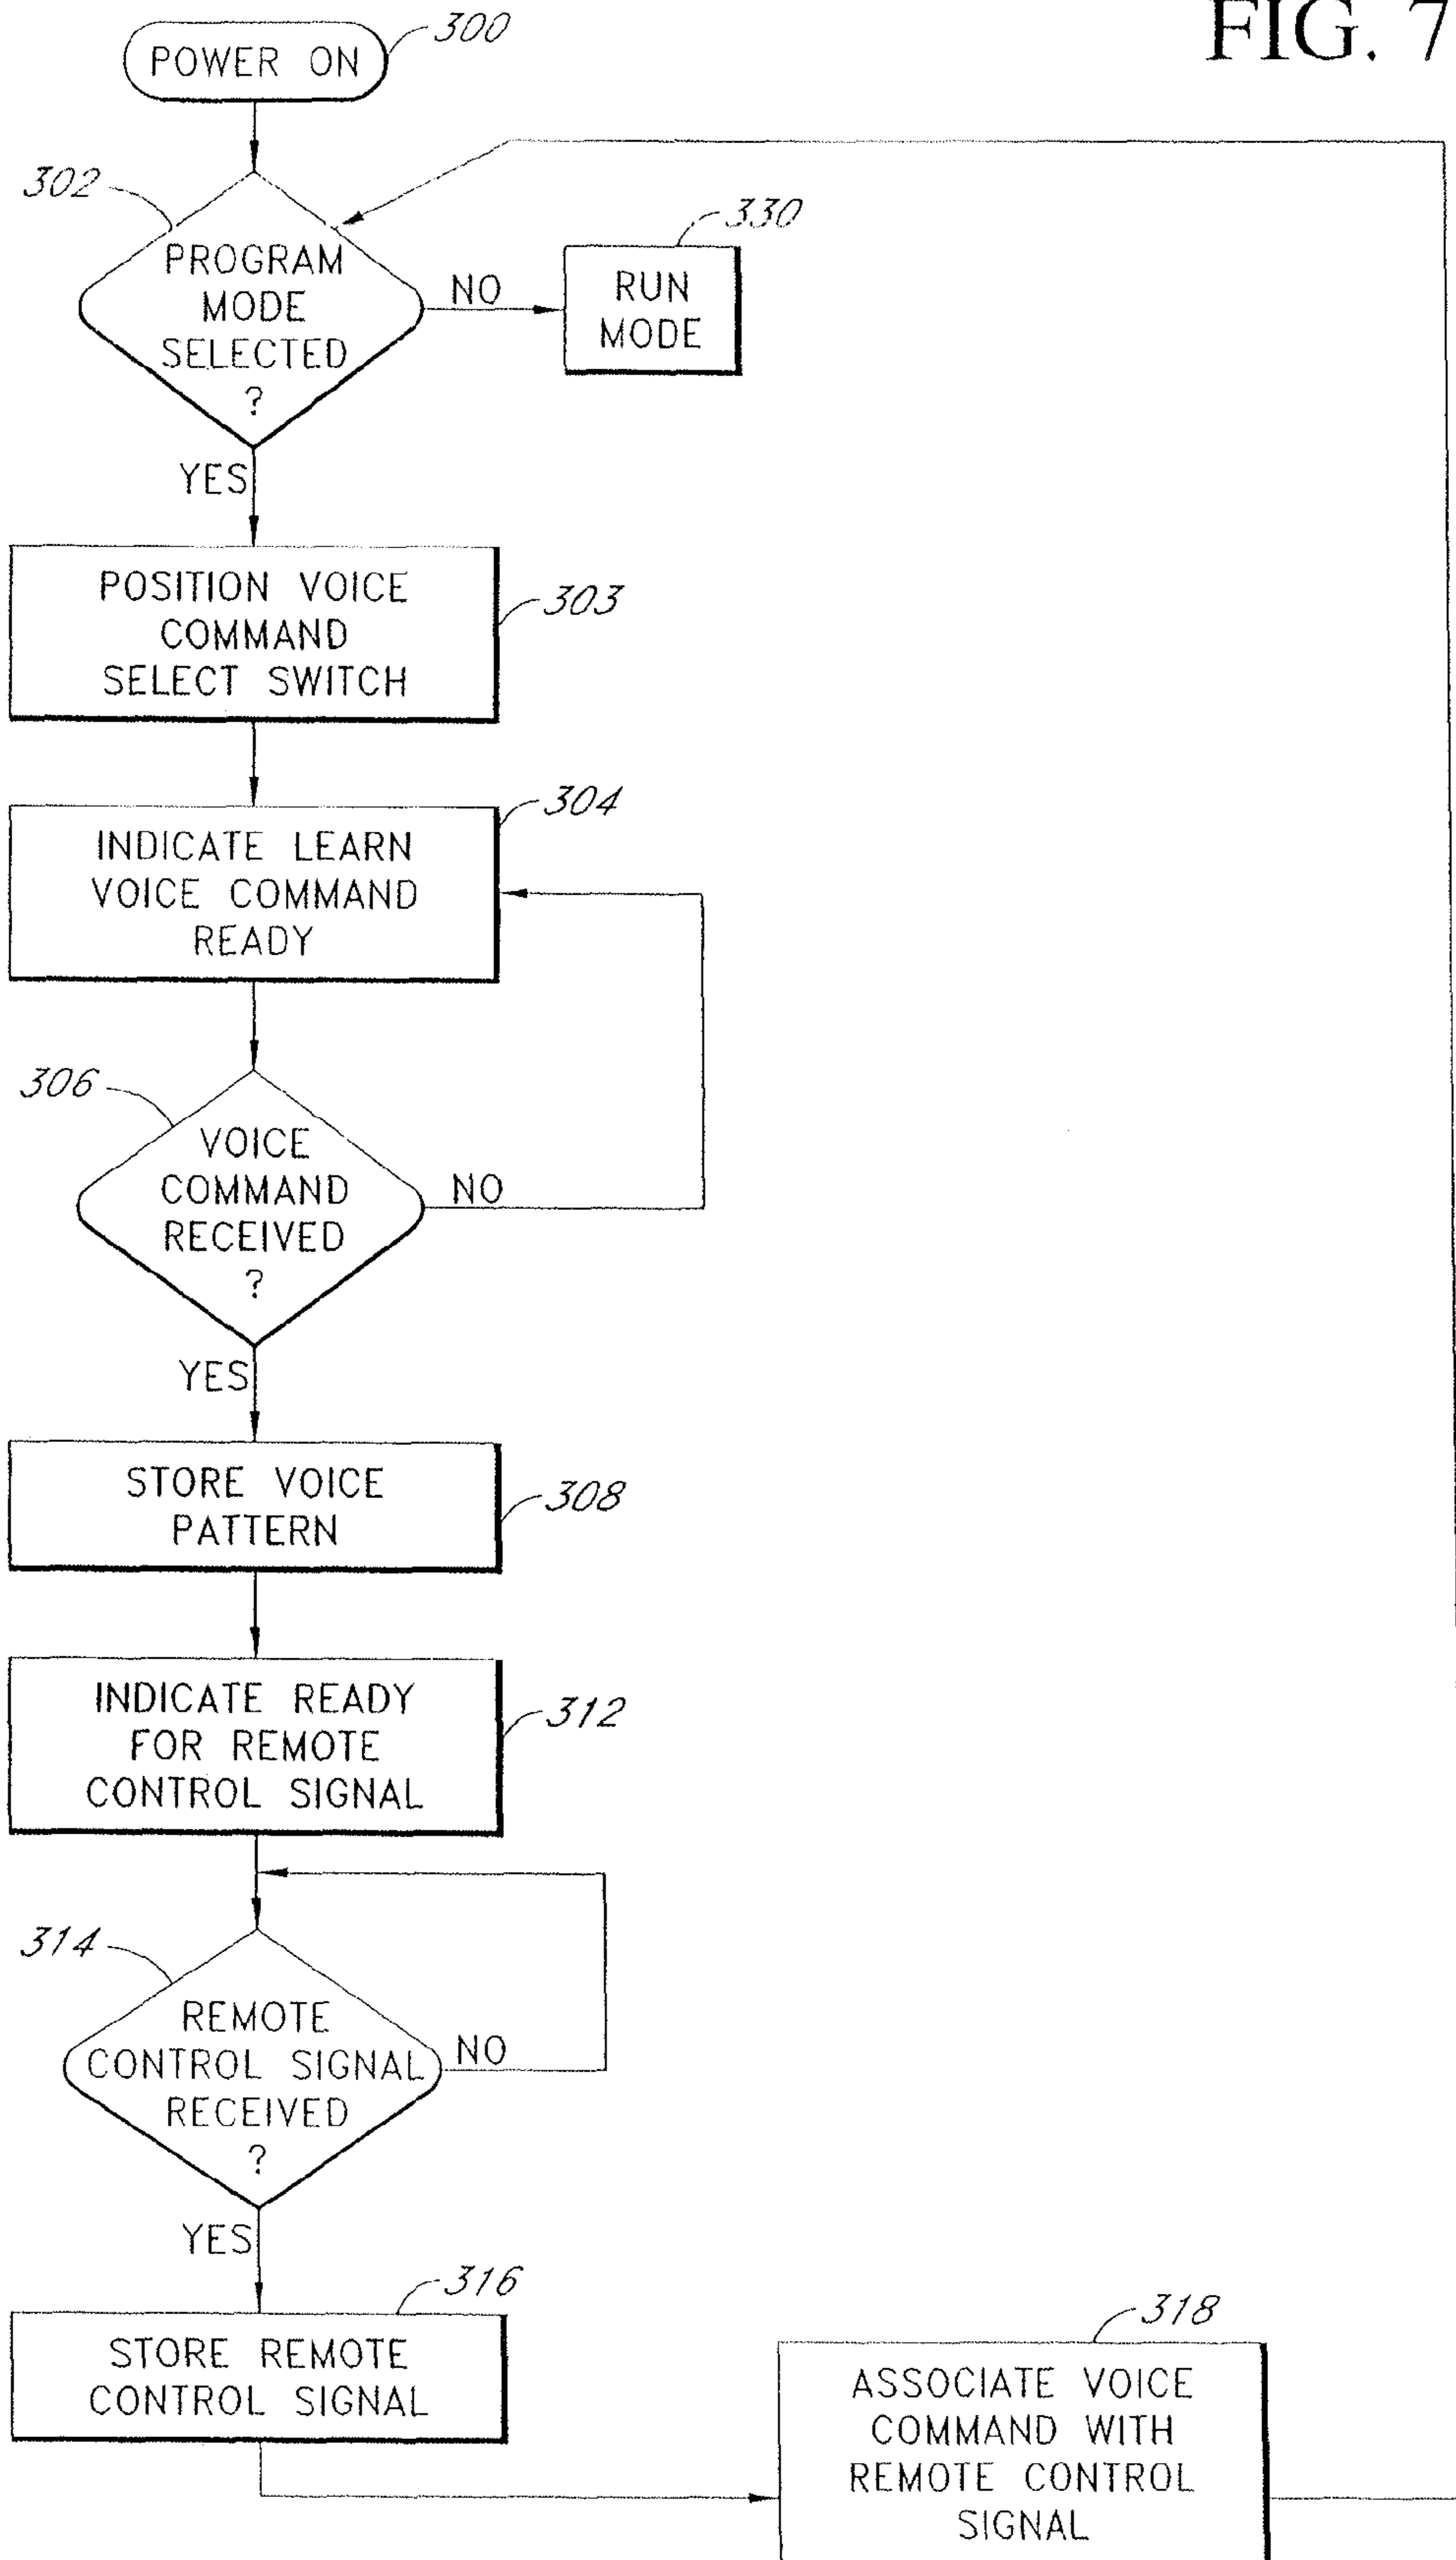 FIG. 7
300
POWER ON
302
PROGRAM
MODE
SELECTED
?
NO
330
RUN
MODE
YES
303
POSITION VOICE
COMMAND
SELECT SWITCH
304
INDICATE LEARN
VOICE COMMAND
READY
306
VOICE
COMMAND
RECEIVED
?
NO
YES
308
STORE VOICE
PATTERN
312
INDICATE READY
FOR REMOTE
CONTROL SIGNAL
314
REMOTE
CONTROL SIGNAL
RECEIVED
?
NO
YES
316
STORE REMOTE
CONTROL SIGNAL
318
ASSOCIATE VOICE
COMMAND WITH
REMOTE CONTROL
SIGNAL